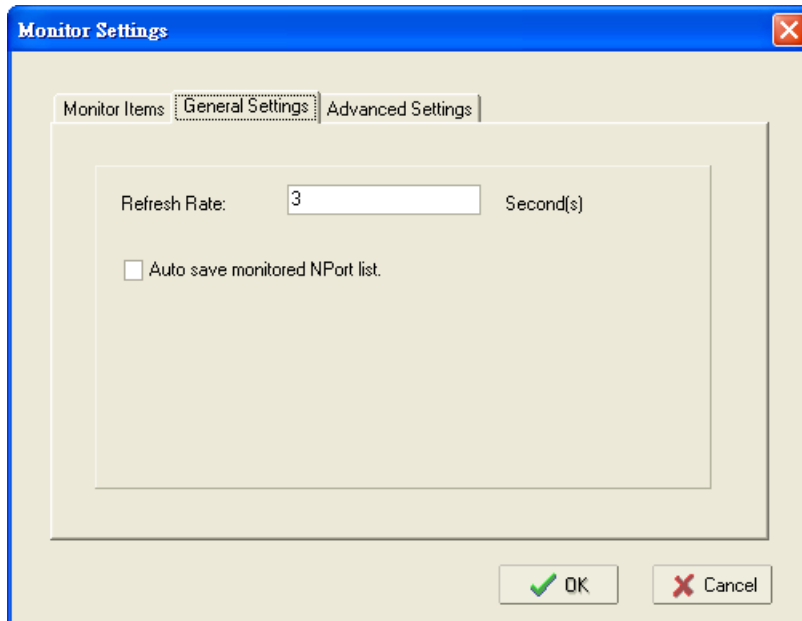 Monitor Settings
Monitor Items General Settings Advanced Settings
Refresh Rate: 3 Second(s)
Auto save monitored NPort list.
OK Cancel